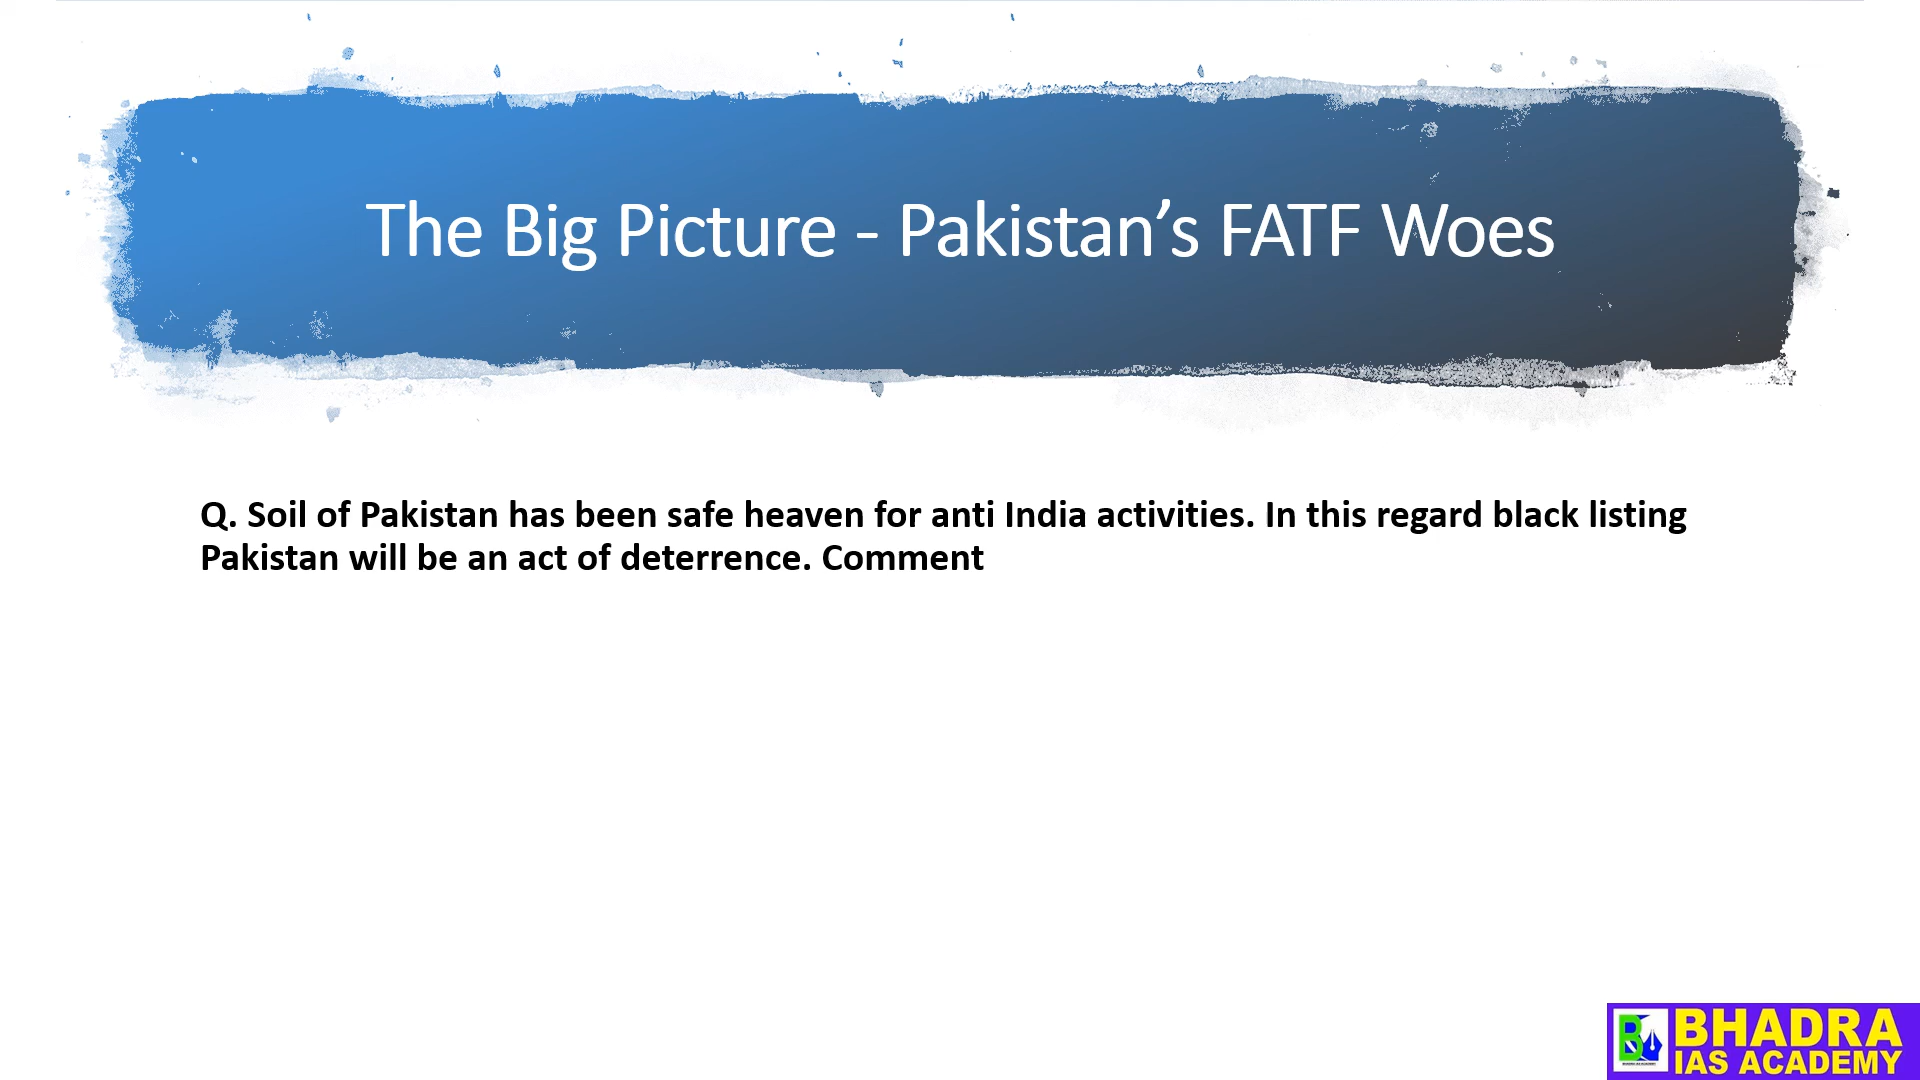 The Big Picture - Pakistan’s FATF Woes
Q. Soil of Pakistan has been safe heaven for anti India activities. In this regard black listing
Pakistan will be an act of deterrence. Comment
BHADRA
IAS ACADEMY